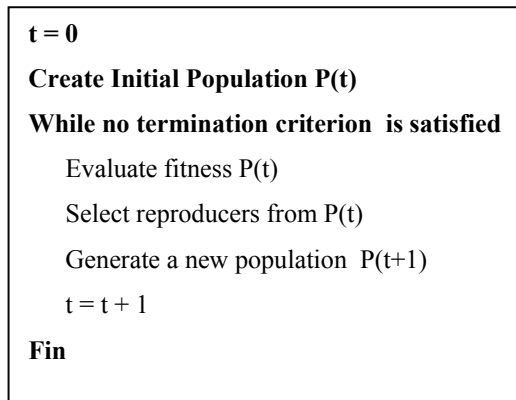 t = 0
Create Initial Population P(t)
While no termination criterion is satisfied
Evaluate fitness P(t)
Select reproducers from P(t)
Generate a new population P(t+1)
t = t + 1
Fin